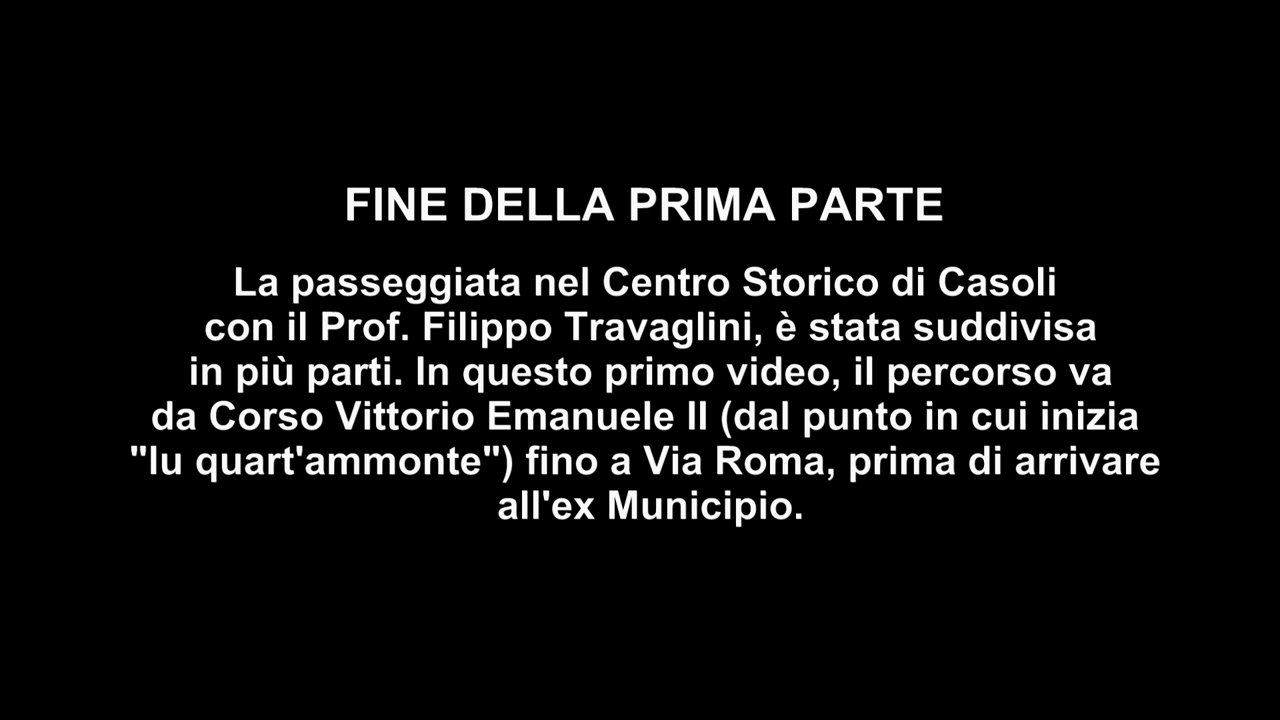 FINE DELLA PRIMA PARTE
La passeggiata nel Centro Storico di Casoli
con il Prof. Filippo Travaglini, è stata suddivisa
in più parti. In questo primo video, il percorso va
da Corso Vittorio Emanuele II (dal punto in cui inizia
"lu quart'ammonte") fino a Via Roma, prima di arrivare
all'ex Municipio.